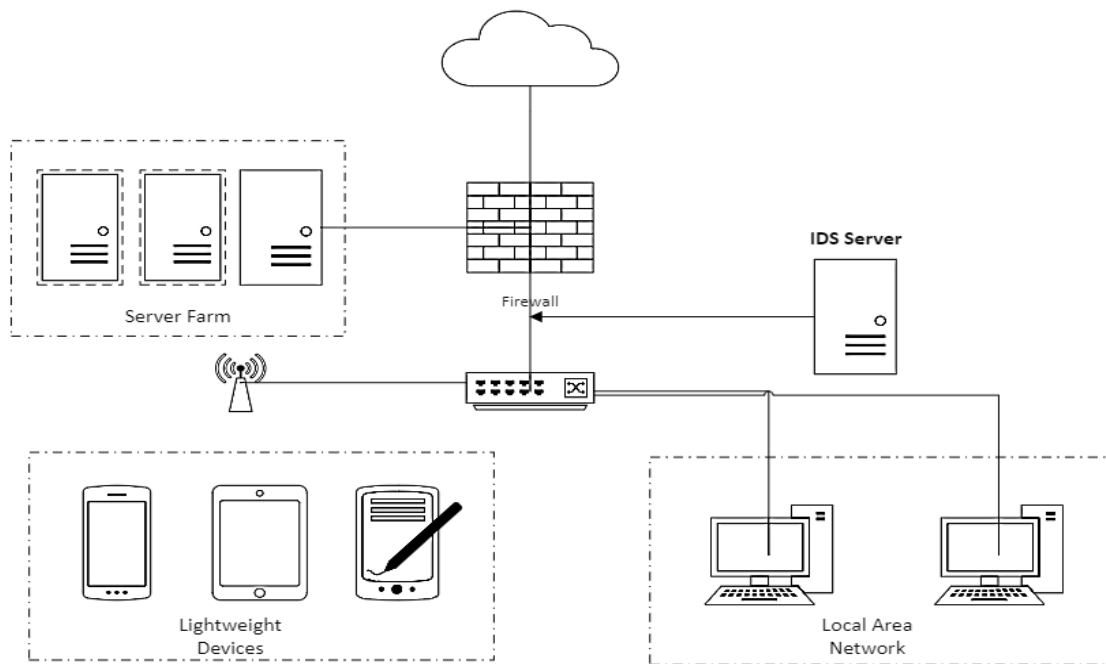 IDS Server
Server Farm
Firewall
Lightweight
Devices
Local Area
Network